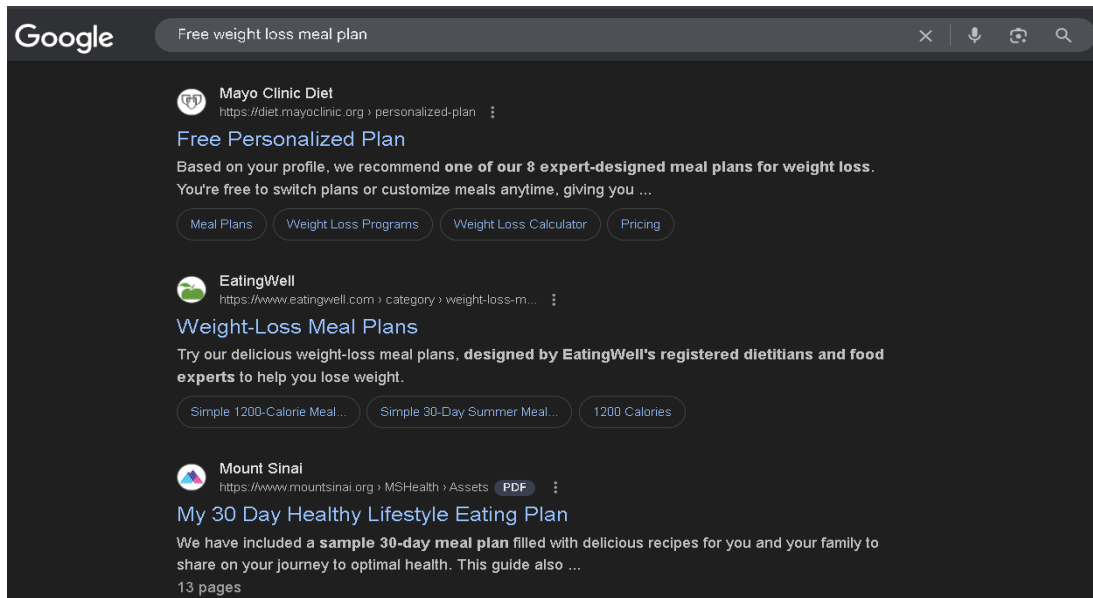 Google
Free weight loss meal plan
Mayo Clinic Diet
https://diet.mayoclinic.org › personalized-plan
Free Personalized Plan
Based on your profile, we recommend one of our 8 expert-designed meal plans for weight loss.
You're free to switch plans or customize meals anytime, giving you ...
Meal Plans
Weight Loss Programs
Weight Loss Calculator
Pricing
EatingWell
https://www.eatingwell.com › category › weight-loss-m...
Weight-Loss Meal Plans
Try our delicious weight-loss meal plans, designed by EatingWell's registered dietitians and food
experts to help you lose weight.
Simple 1200-Calorie Meal...
Simple 30-Day Summer Meal...
1200 Calories
Mount Sinai
https://www.mountsinai.org › MSHealth › Assets PDF
My 30 Day Healthy Lifestyle Eating Plan
We have included a sample 30-day meal plan filled with delicious recipes for you and your family to
share on your journey to optimal health. This guide also ...
13 pages